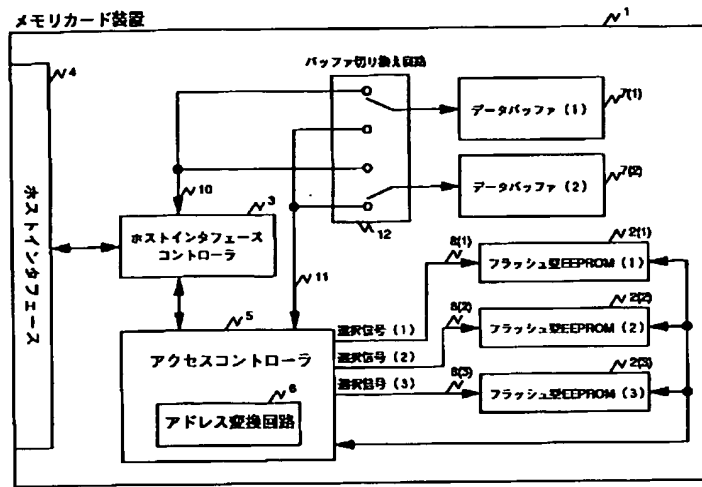 メモリカード装置
1
4
バッファ切り換え回路
データバッファ (1)
7(1)
データバッファ (2)
7(2)
12
ホストインタフェース
10
3
ホストインタフェース
コントローラ
11
5
アクセスコントローラ
6
アドレス変換回路
選択信号 (1)
選択信号 (2)
選択信号 (3)
8(1)
8(2)
8(3)
フラッシュ型EEPROM (1)
2(1)
フラッシュ型EEPROM (2)
2(2)
フラッシュ型EEPROM (3)
2(3)